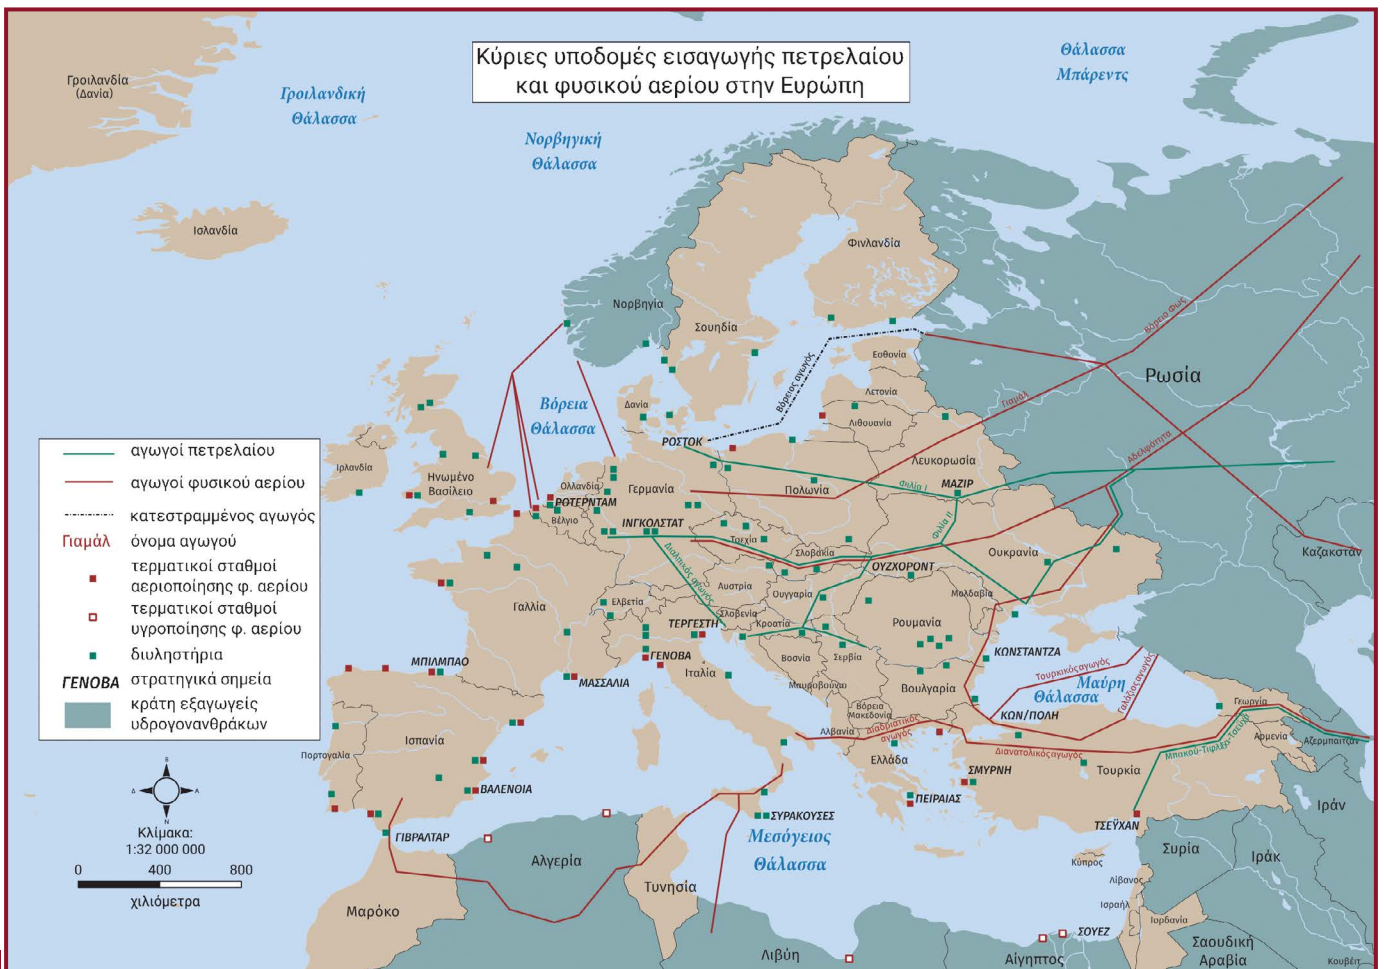 Κύριες υποδομές εισαγωγής πετρελαίου
και φυσικού αερίου στην Ευρώπη
Θάλασσα
Μπάρεντς
Γροιλανδία
(Δανία)
Γροιλανδική
Θάλασσα
Νορβηγική
Θάλασσα
Ισλανδία
Φινλανδία
Νορβηγία
Σουηδία
Βόρειο Φως
Εσθονία
Ρωσία
Βόρειος αγωγός
Λετονία
Γιαμάλ
Βόρεια
Θάλασσα
Δανία
Λιθουανία
ΡΟΣΤΟΚ
Αδελφότητα
Λευκορωσία
Ιρλανδία
Ηνωμένο
Βασίλειο
Ολλανδία
Γερμανία
Πολωνία
Φιλία Ι
ΜΑΖΙΡ
ΡΟΤΕΡΝΤΑΜ
Βέλγιο
ΙΝΓΚΟΛΣΤΑΤ
Φιλία ΙΙ
Τσεχία
Σλοβακία
Ουκρανία
Καζακστάν
Διαλπικός αγωγός
ΟΥΖΧΟΡΟΝΤ
Αυστρία
Ουγγαρία
Μολδαβία
Γαλλία
Ελβετία
Σλοβενία
ΤΕΡΓΕΣΤΗ
Κροατία
Ρουμανία
ΓΕΝΟΒΑ
Ιταλία
Βοσνία
Σερβία
ΚΩΝΣΤΑΝΤΖΑ
Τουρκικός αγωγός
Γαλάζιος αγωγός
ΜΠΙΛΜΠΑΟ
ΜΑΣΣΑΛΙΑ
Μαυροβούνιο
Βουλγαρία
Μαύρη
Θάλασσα
Γεωργία
Βόρεια
Μακεδονία
ΚΩΝ/ΠΟΛΗ
Αλβανία
Διαδριατικός
αγωγός
Αρμενία
Αζερμπαϊτζάν
Μπακού-Τιφλίδα-Τσεϋχάν
Πορτογαλία
Ισπανία
Ελλάδα
Διανατολικός αγωγός
Τουρκία
ΣΜΥΡΝΗ
ΒΑΛΕΝΘΙΑ
ΠΕΙΡΑΙΑΣ
Ιράν
ΣΥΡΑΚΟΥΣΕΣ
ΤΣΕΫΧΑΝ
ΓΙΒΡΑΛΤΑΡ
Μεσόγειος
Θάλασσα
Συρία
Ιράκ
Αλγερία
Κύπρος
Λίβανος
Τυνησία
Μαρόκο
Ισραήλ
Ιορδανία
ΣΟΥΕΖ
Λιβύη
Αίγυπτος
Σαουδική
Αραβία
Κουβέιτ
αγωγοί πετρελαίου
αγωγοί φυσικού αερίου
κατεστραμμένος αγωγός
Γιαμάλ όνομα αγωγού
τερματικοί σταθμοί
αεριοποίησης φ. αερίου
τερματικοί σταθμοί
υγροποίησης φ. αερίου
διυληστήρια
ΓΕΝΟΒΑ στρατηγικά σημεία
κράτη εξαγωγείς
υδρογονανθράκων
Β
Δ
Α
Ν
Κλίμακα:
1:32 000 000
0 400 800
χιλιόμετρα